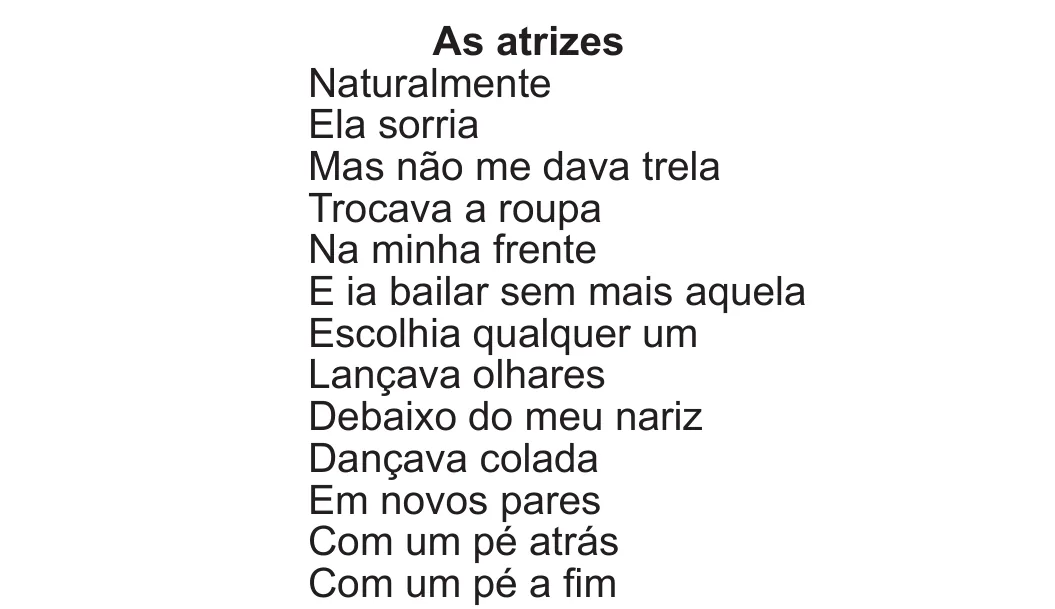 As atrizes
Naturalmente
Ela sorria
Mas não me dava trela
Trocava a roupa
Na minha frente
E ia bailar sem mais aquela
Escolhia qualquer um
Lançava olhares
Debaixo do meu nariz
Dançava colada
Em novos pares
Com um pé atrás
Com um pé a fim